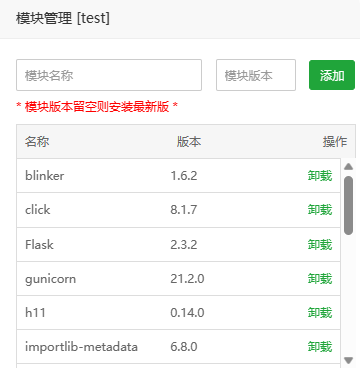 模块管理 [test]
模块名称 模块版本 添加
* 模块版本留空则安装最新版 *
名称 版本 操作
blinker 1.6.2 卸载
click 8.1.7 卸载
Flask 2.3.2 卸载
gunicorn 21.2.0 卸载
h11 0.14.0 卸载
importlib-metadata 6.8.0 卸载